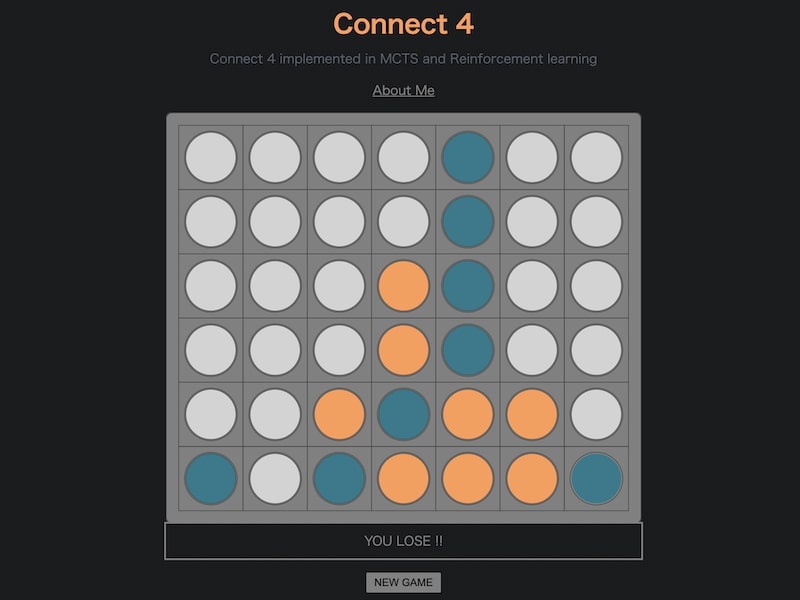 Connect 4
Connect 4 implemented in MCTS and Reinforcement learning
About Me
YOU LOSE !!
NEW GAME